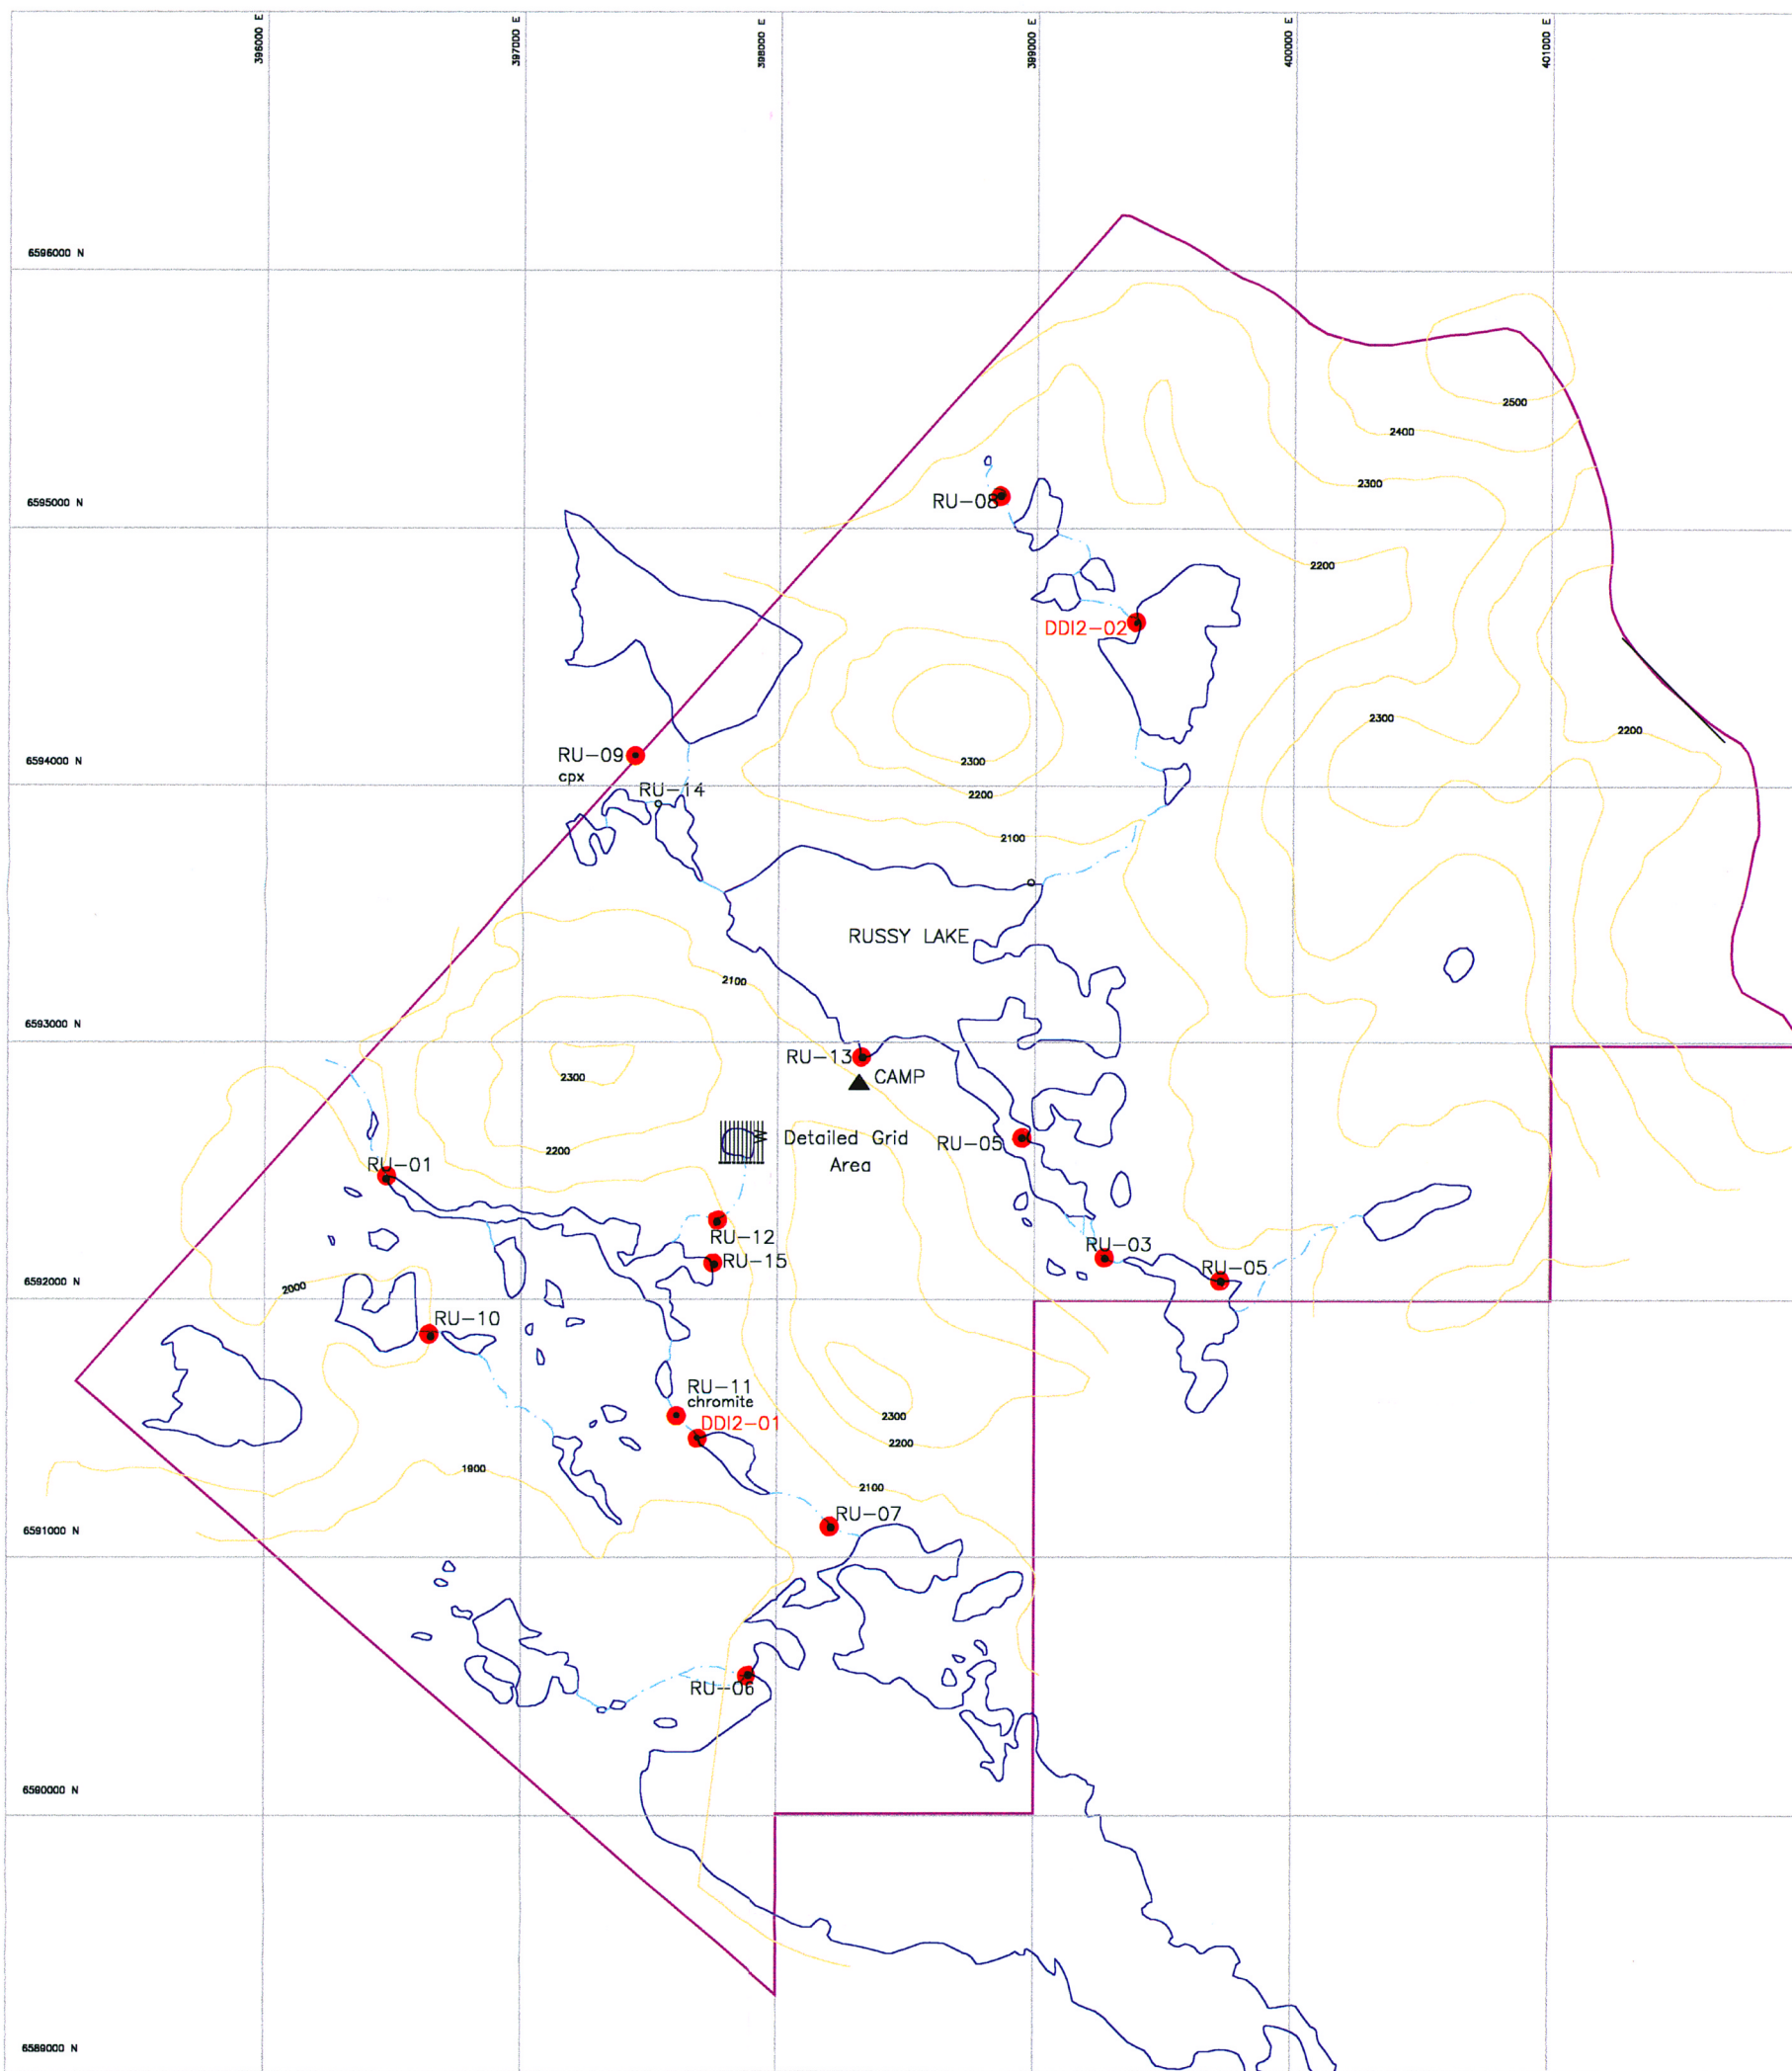 396000 E
397000 E
398000 E
399000 E
400000 E
401000 E
6596000 N
2500
2400
2300
RU-08
6595000 N
2200
DDI2-02
2300
2200
RU-09
cpx
6594000 N
2300
RU-14
2200
2100
RUSSY LAKE
2100
6593000 N
RU-13
CAMP
2300
W
Detailed Grid
Area
RU-05
2200
RU-01
RU-12
RU-03
RU-15
RU-05
6592000 N
2000
RU-10
RU-11
chromite
DDI2-01
2300
2200
1900
2100
RU-07
6591000 N
RU-06
6590000 N
6589000 N